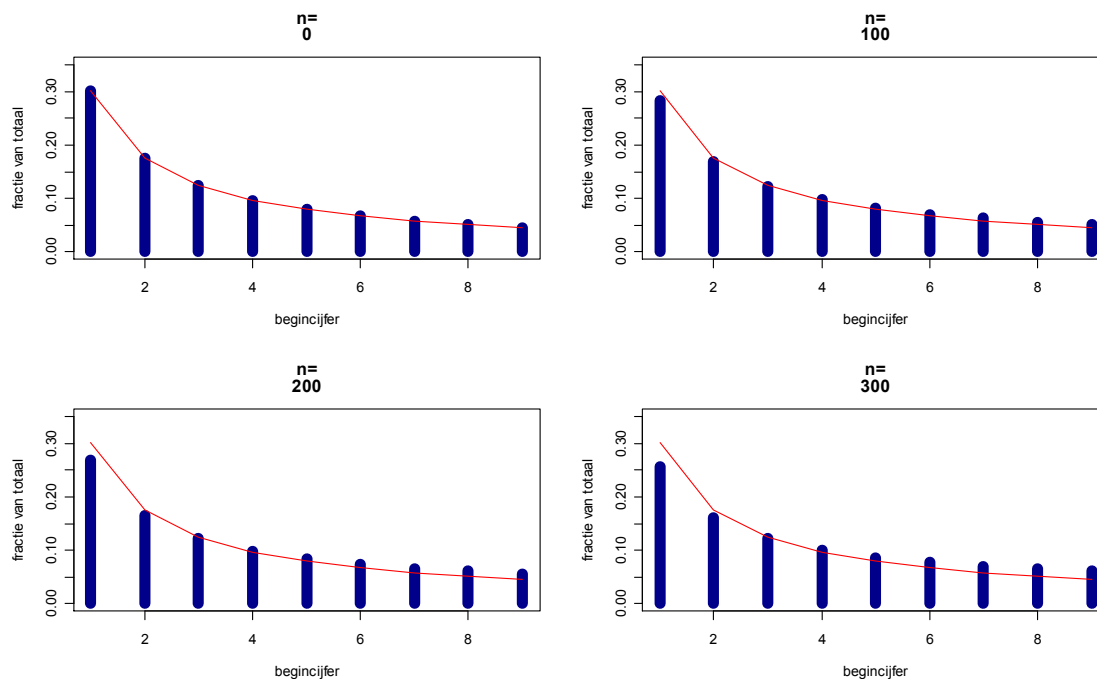 n=
0
fractie van totaal
0.00 0.10 0.20 0.30
2 4 6 8
begincijfer
n=
100
fractie van totaal
0.00 0.10 0.20 0.30
2 4 6 8
begincijfer
n=
200
fractie van totaal
0.00 0.10 0.20 0.30
2 4 6 8
begincijfer
n=
300
fractie van totaal
0.00 0.10 0.20 0.30
2 4 6 8
begincijfer